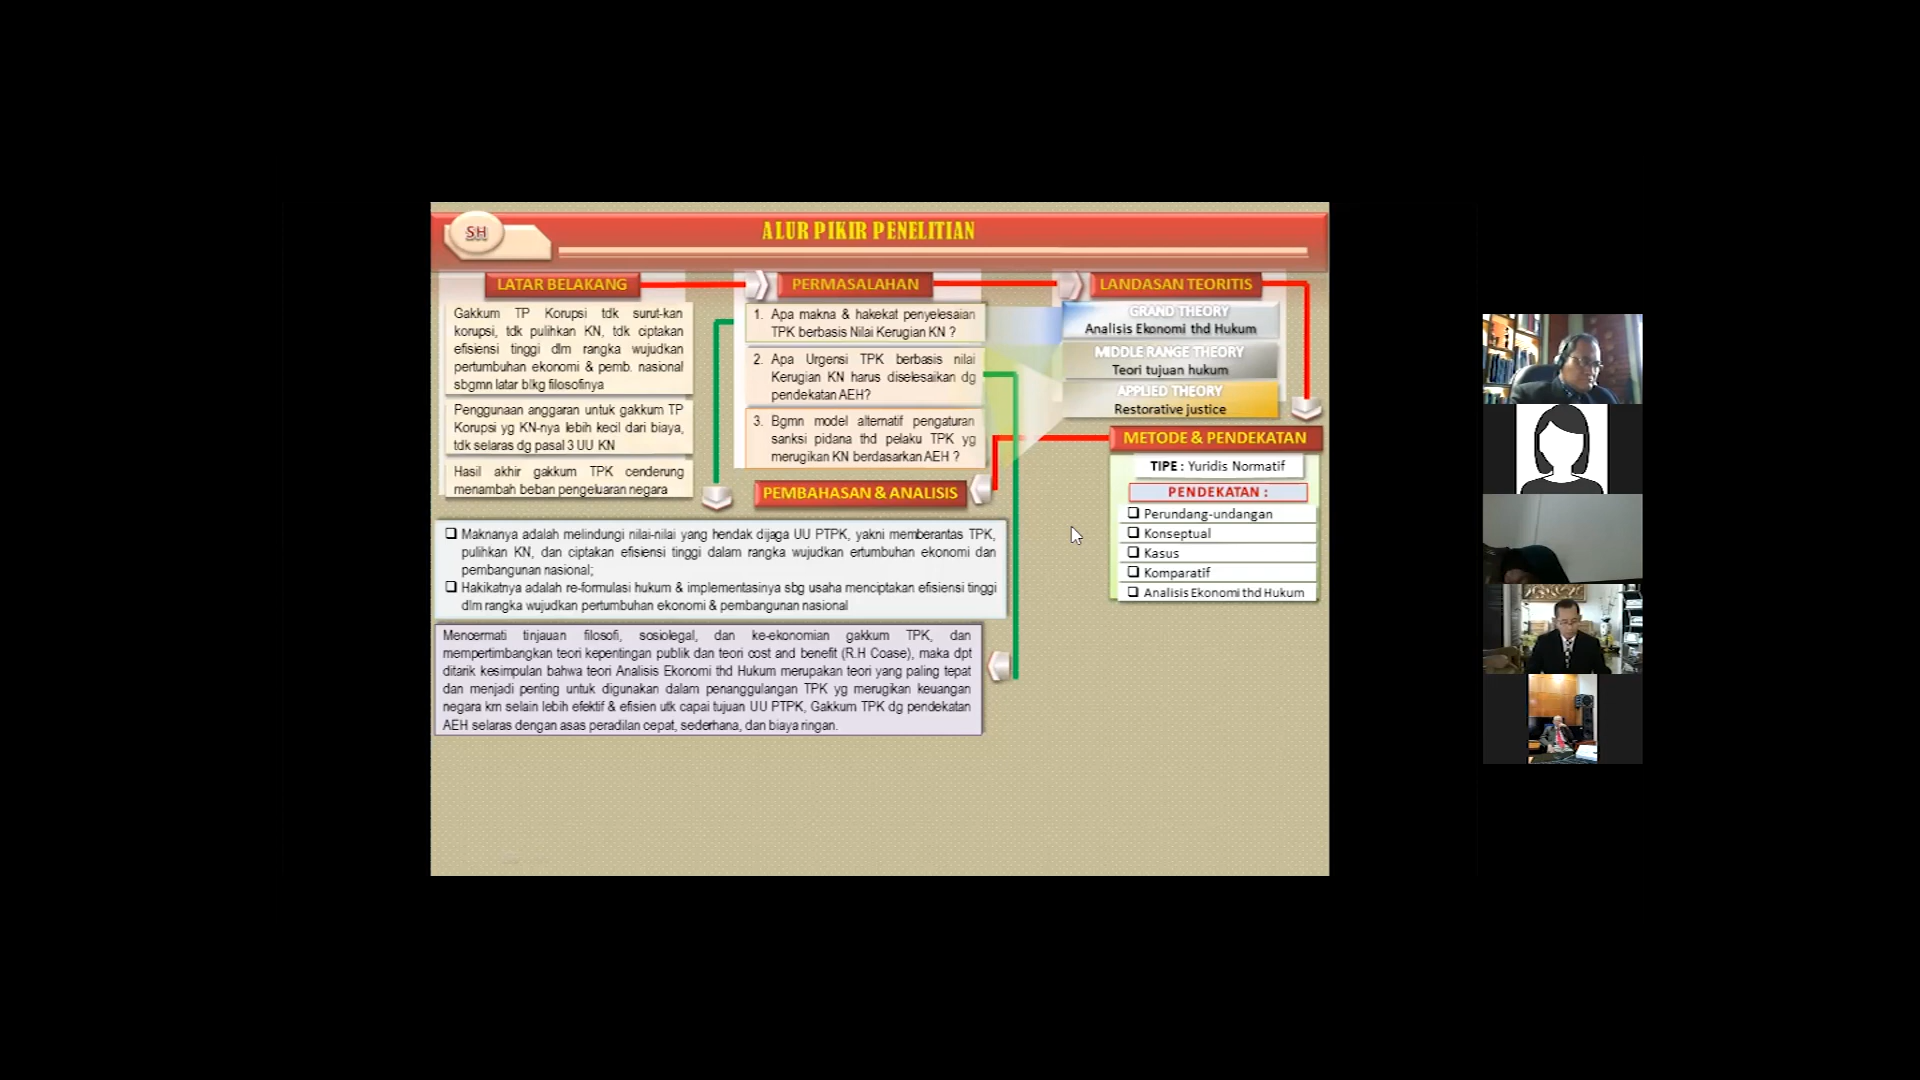 SH
ALUR PIKIR PENELITIAN
LATAR BELAKANG
Gakkum TP Korupsi tdk surut-kan
korupsi, tdk pulihkan KN, tdk ciptakan
efisiensi tinggi dlm rangka wujudkan
pertumbuhan ekonomi & pemb. nasional
sbgmn latar blkg filosofinya
Penggunaan anggaran untuk gakkum TP
Korupsi yg KN-nya lebih kecil dari biaya,
tdk selaras dg pasal 3 UU KN
Hasil akhir gakkum TPK cenderung
menambah beban pengeluaran negara
PERMASALAHAN
1. Apa makna & hakekat penyelesaian
TPK berbasis Nilai Kerugian KN ?
2. Apa Urgensi TPK berbasis nilai
Kerugian KN harus diselesaikan dg
pendekatan AEH?
3. Bgmn model alternatif pengaturan
sanksi pidana thd pelaku TPK yg
merugikan KN berdasarkan AEH ?
LANDASAN TEORITIS
GRAND THEORY
Analisis Ekonomi thd Hukum
MIDDLE RANGE THEORY
Teori tujuan hukum
APPLIED THEORY
Restorative justice
METODE & PENDEKATAN
TIPE : Yuridis Normatif
PENDEKATAN :
❑ Perundang-undangan
❑ Konseptual
❑ Kasus
❑ Komparatif
❑ Analisis Ekonomi thd Hukum
PEMBAHASAN & ANALISIS
❑ Maknanya adalah melindungi nilai-nilai yang hendak dijaga UU PTPK, yakni memberantas TPK,
pulihkan KN, dan ciptakan efisiensi tinggi dalam rangka wujudkan ertumbuhan ekonomi dan
pembangunan nasional;
❑ Hakikatnya adalah re-formulasi hukum & implementasinya sbg usaha menciptakan efisiensi tinggi
dlm rangka wujudkan pertumbuhan ekonomi & pembangunan nasional
Mencermati tinjauan filosofi, sosiolegal, dan ke-ekonomian gakkum TPK, dan
mempertimbangkan teori kepentingan publik dan teori cost and benefit (R.H Coase), maka dpt
ditarik kesimpulan bahwa teori Analisis Ekonomi thd Hukum merupakan teori yang paling tepat
dan menjadi penting untuk digunakan dalam penanggulangan TPK yg merugikan keuangan
negara krn selain lebih efektif & efisien utk capai tujuan UU PTPK, Gakkum TPK dg pendekatan
AEH selaras dengan asas peradilan cepat, sederhana, dan biaya ringan.